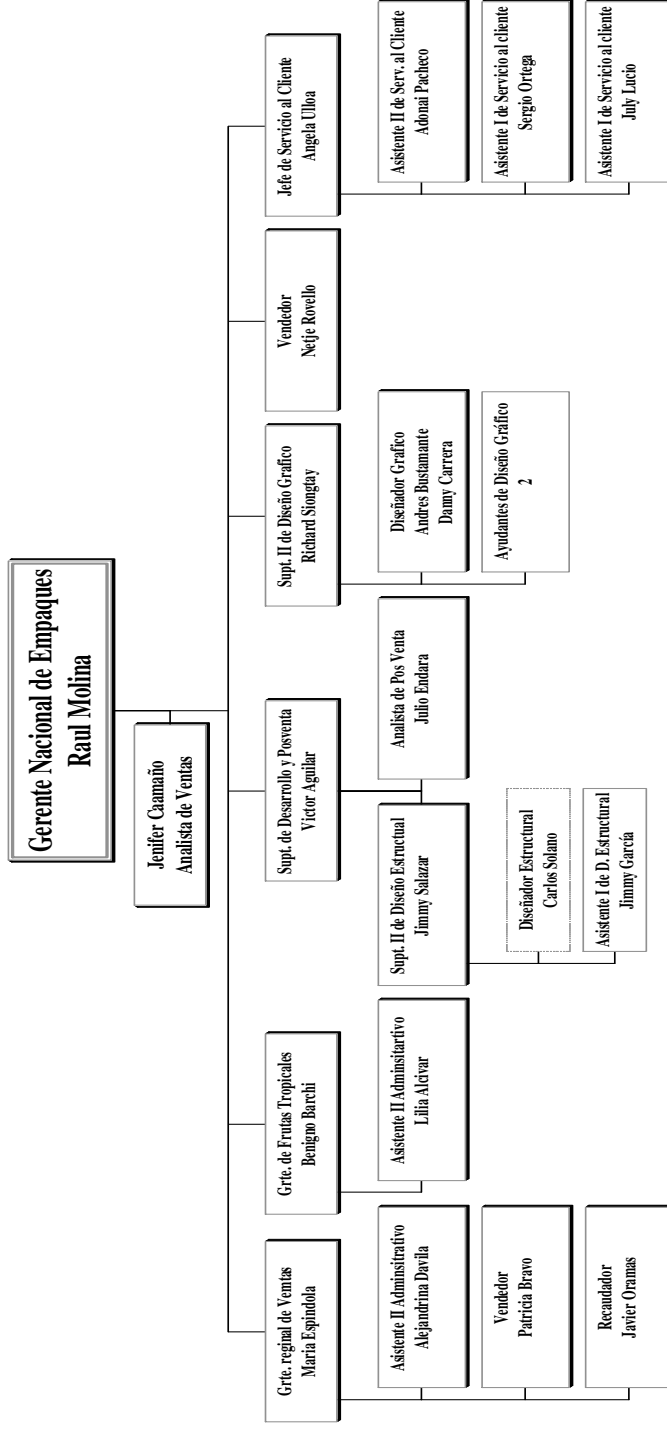 Gerente Nacional de Empaques
Raul Molina
Jenifer Caamaño
Analista de Ventas
Grte. reginal de Ventas
Maria Espindola
Grte. de Frutas Tropicales
Benigno Barchi
Supt. de Desarrollo y Posventa
Victor Aguilar
Supt. II de Diseño Grafico
Richard Siongtay
Vendedor
Netje Rovello
Jefe de Servicio al Cliente
Angela Ulloa
Asistente II Adminsitrativo
Alejandrina Davila
Vendedor
Patricia Bravo
Recaudador
Javier Oramas
Asistente II Adminsitartivo
Lilia Alcivar
Supt. II de Diseño Estructual
Jimmy Salazar
Analista de Pos Venta
Julio Endara
Diseñador Estructural
Carlos Solano
Asistente I de D. Estructural
Jimmy García
Diseñador Grafico
Andres Bustamante
Danny Carrera
Ayudantes de Diseño Gráfico
2
Asistente II de Serv. al Cliente
Adonai Pacheco
Asistente I de Servicio al cliente
Sergio Ortega
Asistente I de Servicio al cliente
July Lucio